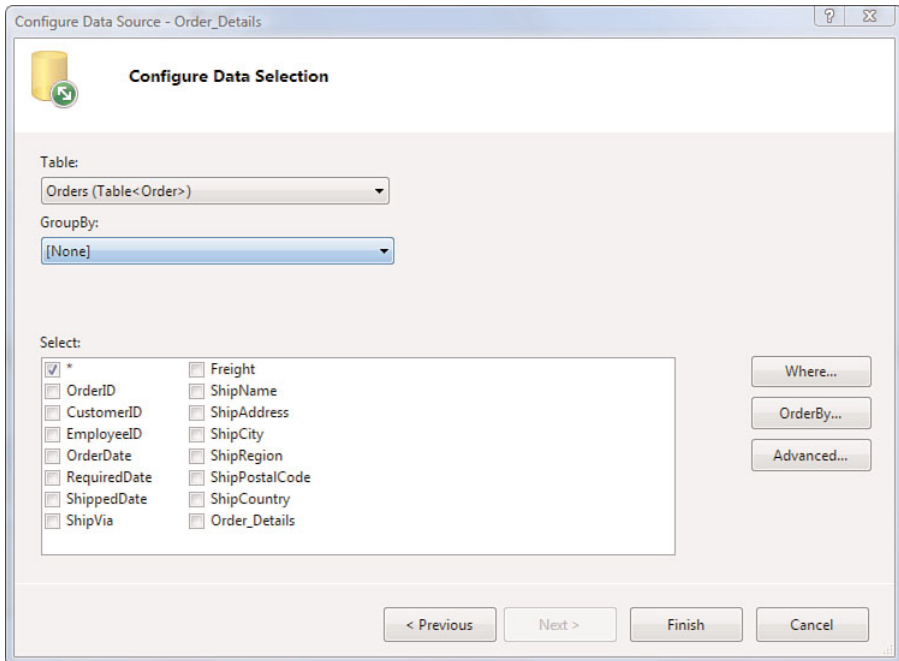 Configure Data Source - Order_Details
?
Configure Data Selection
Table:
Orders (Table<Order>)
GroupBy:
[None]
Select:
*
OrderID
CustomerID
EmployeeID
OrderDate
RequiredDate
ShippedDate
ShipVia
Freight
ShipName
ShipAddress
ShipCity
ShipRegion
ShipPostalCode
ShipCountry
Order_Details
Where...
OrderBy...
Advanced...
< Previous
Next >
Finish
Cancel